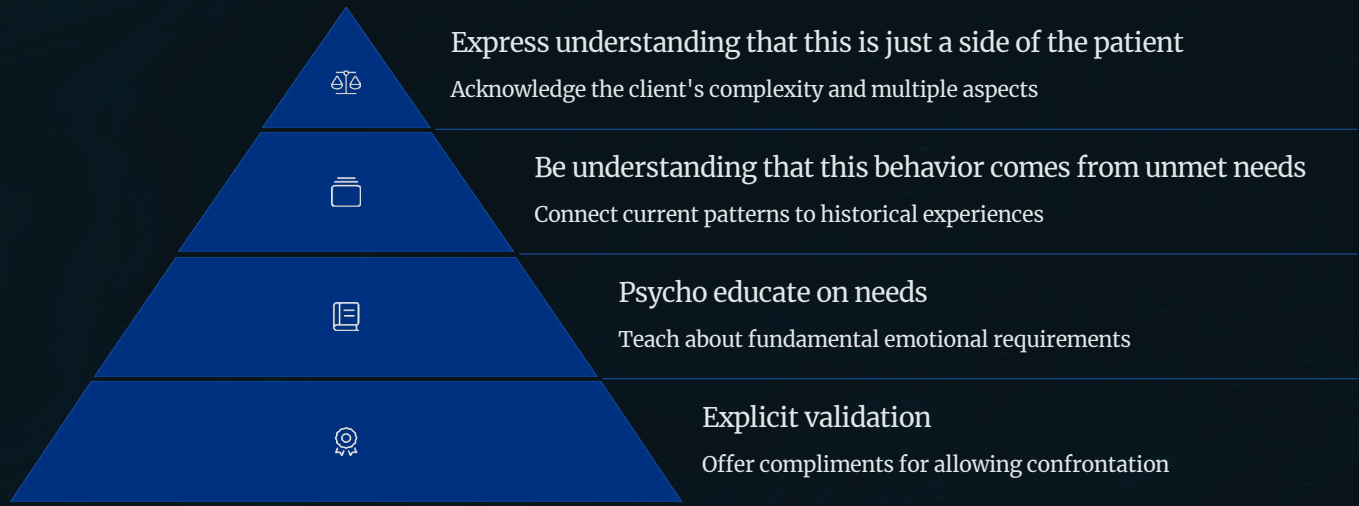 Express understanding that this is just a side of the patient
Acknowledge the client's complexity and multiple aspects
Be understanding that this behavior comes from unmet needs
Connect current patterns to historical experiences
Psycho educate on needs
Teach about fundamental emotional requirements
Explicit validation
Offer compliments for allowing confrontation